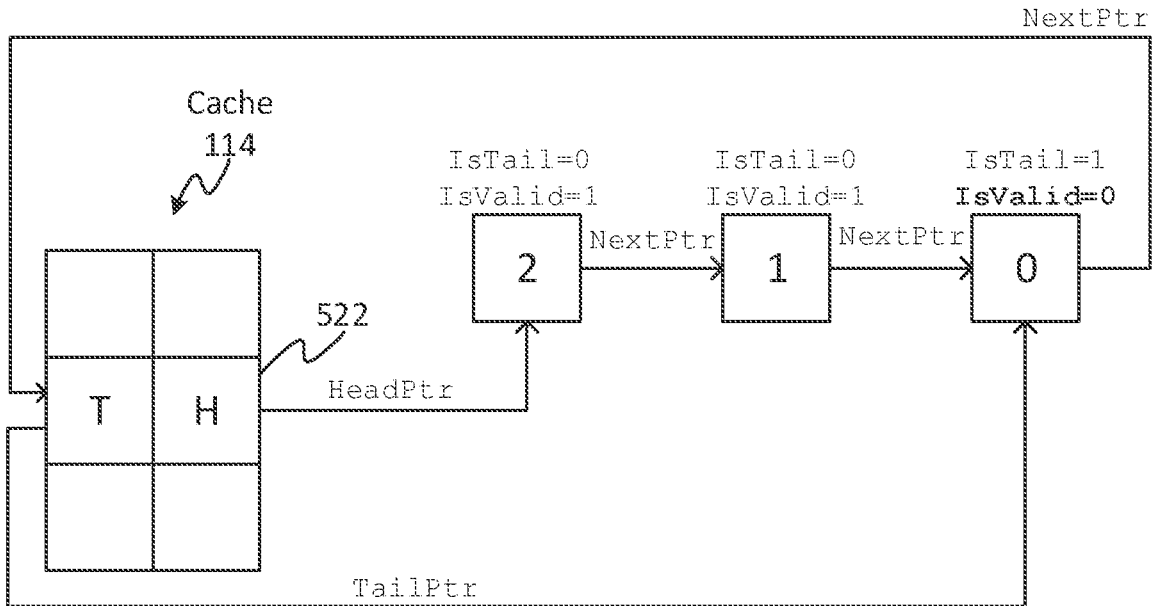 NextPtr
Cache
114
IsTail=0
IsTail=0
IsTail=1
IsValid=1
IsValid=1
IsValid=0
2
NextPtr
1
NextPtr
0
522
T
H
HeadPtr
TailPtr